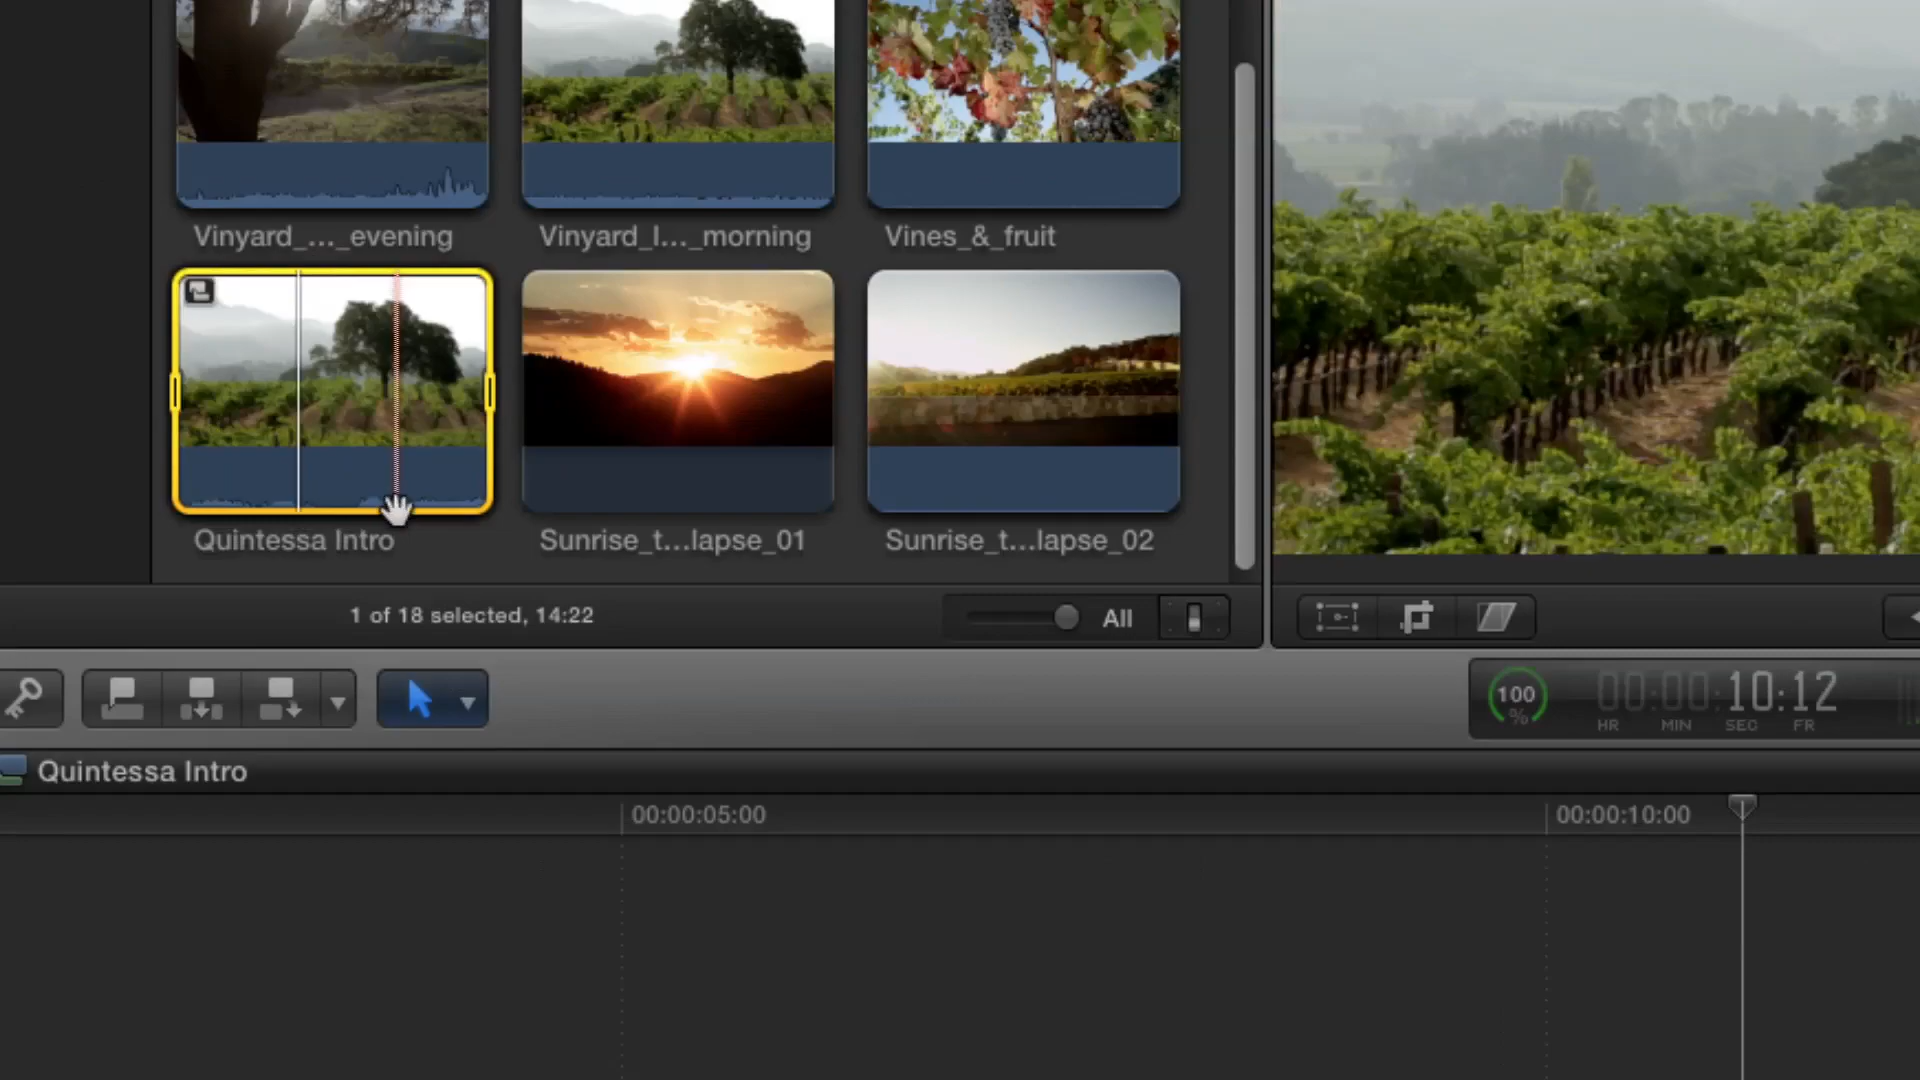 Vinyard_..._evening
Vinyard_l..._morning
Vines_&_fruit
Quintessa Intro
Sunrise_t...lapse_01
Sunrise_t...lapse_02
1 of 18 selected, 14:22
All
100
%
00:00:10:12
HR MIN SEC FR
Quintessa Intro
00:00:05:00
00:00:10:00